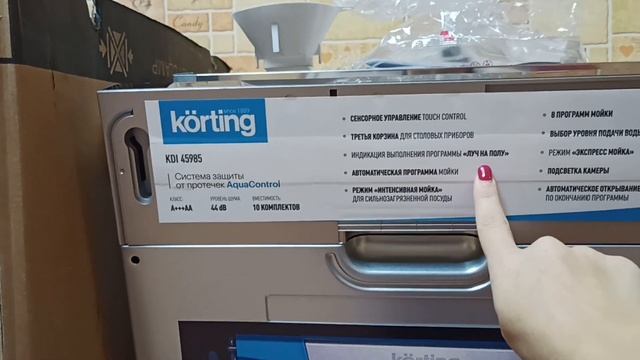 Candy
körting
SINCE 1889
KDI 45985
Система защиты
от протечек AquaControl
КЛАСС:
A+++AA
УРОВЕНЬ ШУМА:
44 dB
ВМЕСТИМОСТЬ:
10 КОМПЛЕКТОВ
• СЕНСОРНОЕ УПРАВЛЕНИЕ TOUCH CONTROL
• ТРЕТЬЯ КОРЗИНА ДЛЯ СТОЛОВЫХ ПРИБОРОВ
• ИНДИКАЦИЯ ВЫПОЛНЕНИЯ ПРОГРАММЫ «ЛУЧ НА ПОЛУ»
• АВТОМАТИЧЕСКАЯ ПРОГРАММА МОЙКИ
• РЕЖИМ «ИНТЕНСИВНАЯ МОЙКА»
ДЛЯ СИЛЬНОЗАГРЯЗНЕННОЙ ПОСУДЫ
• 8 ПРОГРАММ МОЙКИ
• ВЫБОР УРОВНЯ ПОДАЧИ ВОДЫ
• РЕЖИМ «ЭКСПРЕСС МОЙКА»
• ПОДСВЕТКА КАМЕРЫ
• АВТОМАТИЧЕСКОЕ ОТКРЫВАНИЕ
ПО ОКОНЧАНИЮ ПРОГРАММЫ
körting